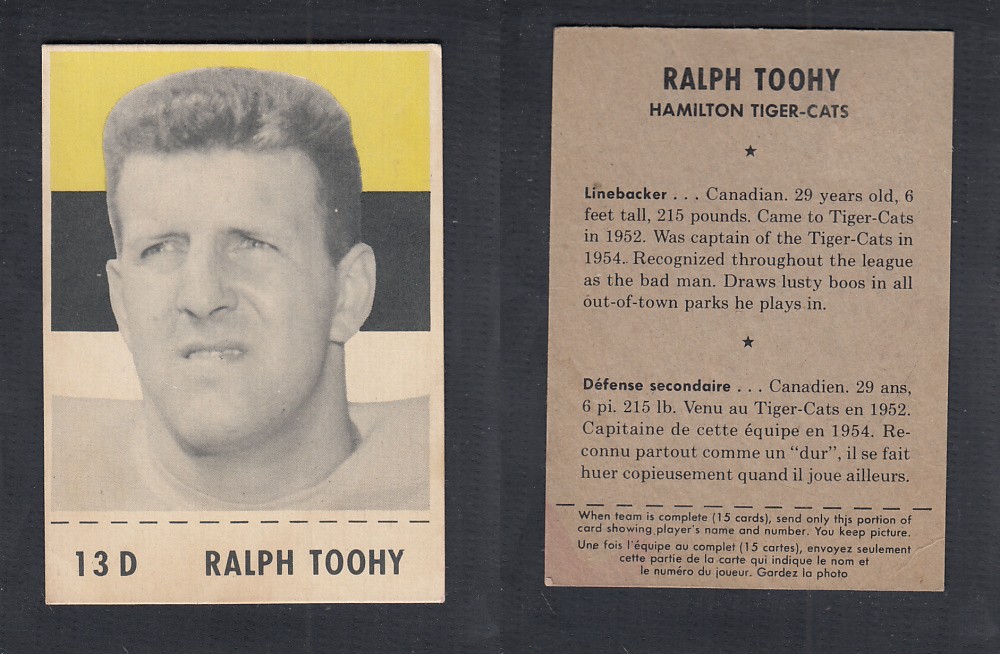 13 D RALPH TOOHY
RALPH TOOHY
HAMILTON TIGER-CATS
Linebacker . . . Canadian. 29 years old, 6
feet tall, 215 pounds. Came to Tiger-Cats
in 1952. Was captain of the Tiger-Cats in
1954. Recognized throughout the league
as the bad man. Draws lusty boos in all
out-of-town parks he plays in.
Défense secondaire . . . Canadien. 29 ans,
6 pi. 215 lb. Venu au Tiger-Cats en 1952.
Capitaine de cette équipe en 1954. Re-
connu partout comme un “dur”, il se fait
huer copieusement quand il joue ailleurs.
When team is complete (15 cards), send only this portion of
card showing player's name and number. You keep picture.
Une fois l'équipe au complet (15 cartes), envoyez seulement
cette partie de la carte qui indique le nom et
le numéro du joueur. Gardez la photo